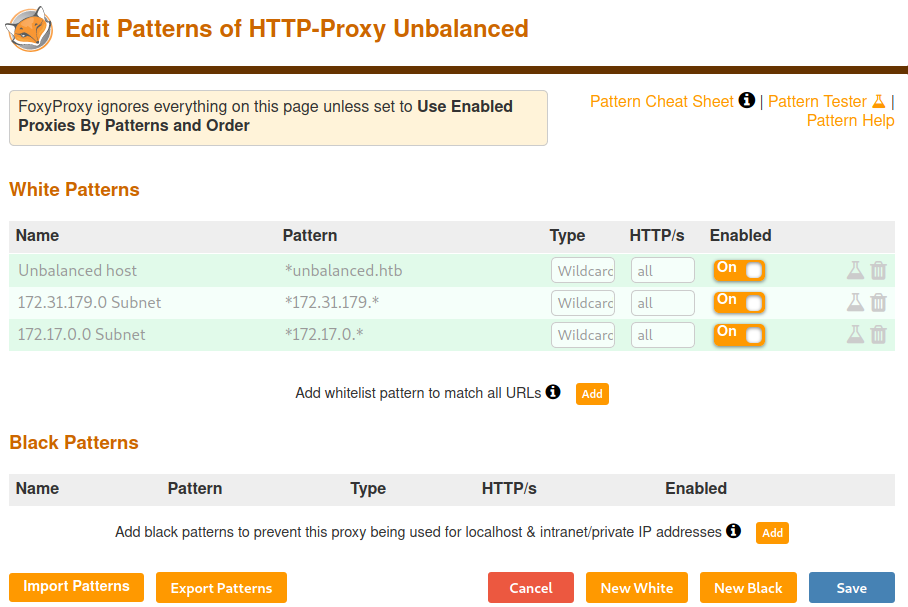 Edit Patterns of HTTP-Proxy Unbalanced
FoxyProxy ignores everything on this page unless set to Use Enabled
Proxies By Patterns and Order
Pattern Cheat Sheet | Pattern Tester |
Pattern Help
White Patterns
Name Pattern Type HTTP/s Enabled
Unbalanced host *unbalanced.htb Wildcard all On
172.31.179.0 Subnet *172.31.179.* Wildcard all On
172.17.0.0 Subnet *172.17.0.* Wildcard all On
Add whitelist pattern to match all URLs Add
Black Patterns
Name Pattern Type HTTP/s Enabled
Add black patterns to prevent this proxy being used for localhost & intranet/private IP addresses Add
Import Patterns Export Patterns Cancel New White New Black Save